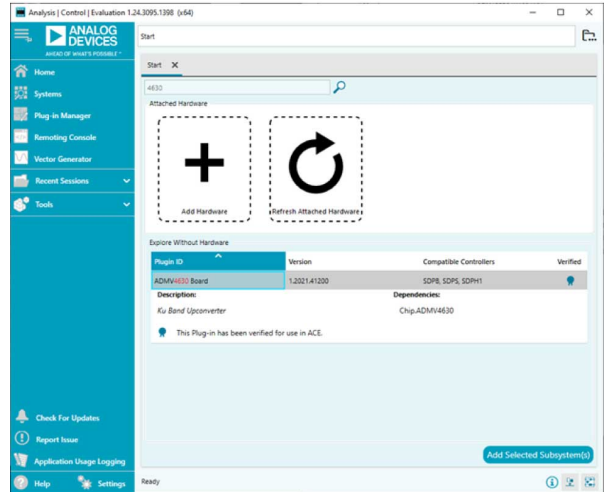 Analysis | Control | Evaluation 1.24.3095.1398 (x64)
ANALOG
DEVICES
AHEAD OF WHAT'S POSSIBLE™
Home
Systems
Plug-in Manager
Remoting Console
Vector Generator
Recent Sessions
Tools
Check For Updates
Report Issue
Application Usage Logging
Help
Settings
Start
Start X
4630
Attached Hardware
Add Hardware
Refresh Attached Hardware
Explore Without Hardware
Plugin ID Version Compatible Controllers Verified
ADMV4630 Board 1.2021.41200 SDPB, SDPS, SDPH1
Description: Dependencies:
Ku Band Upconverter Chip.ADMV4630
This Plug-in has been verified for use in ACE.
Add Selected Subsystem(s)
Ready